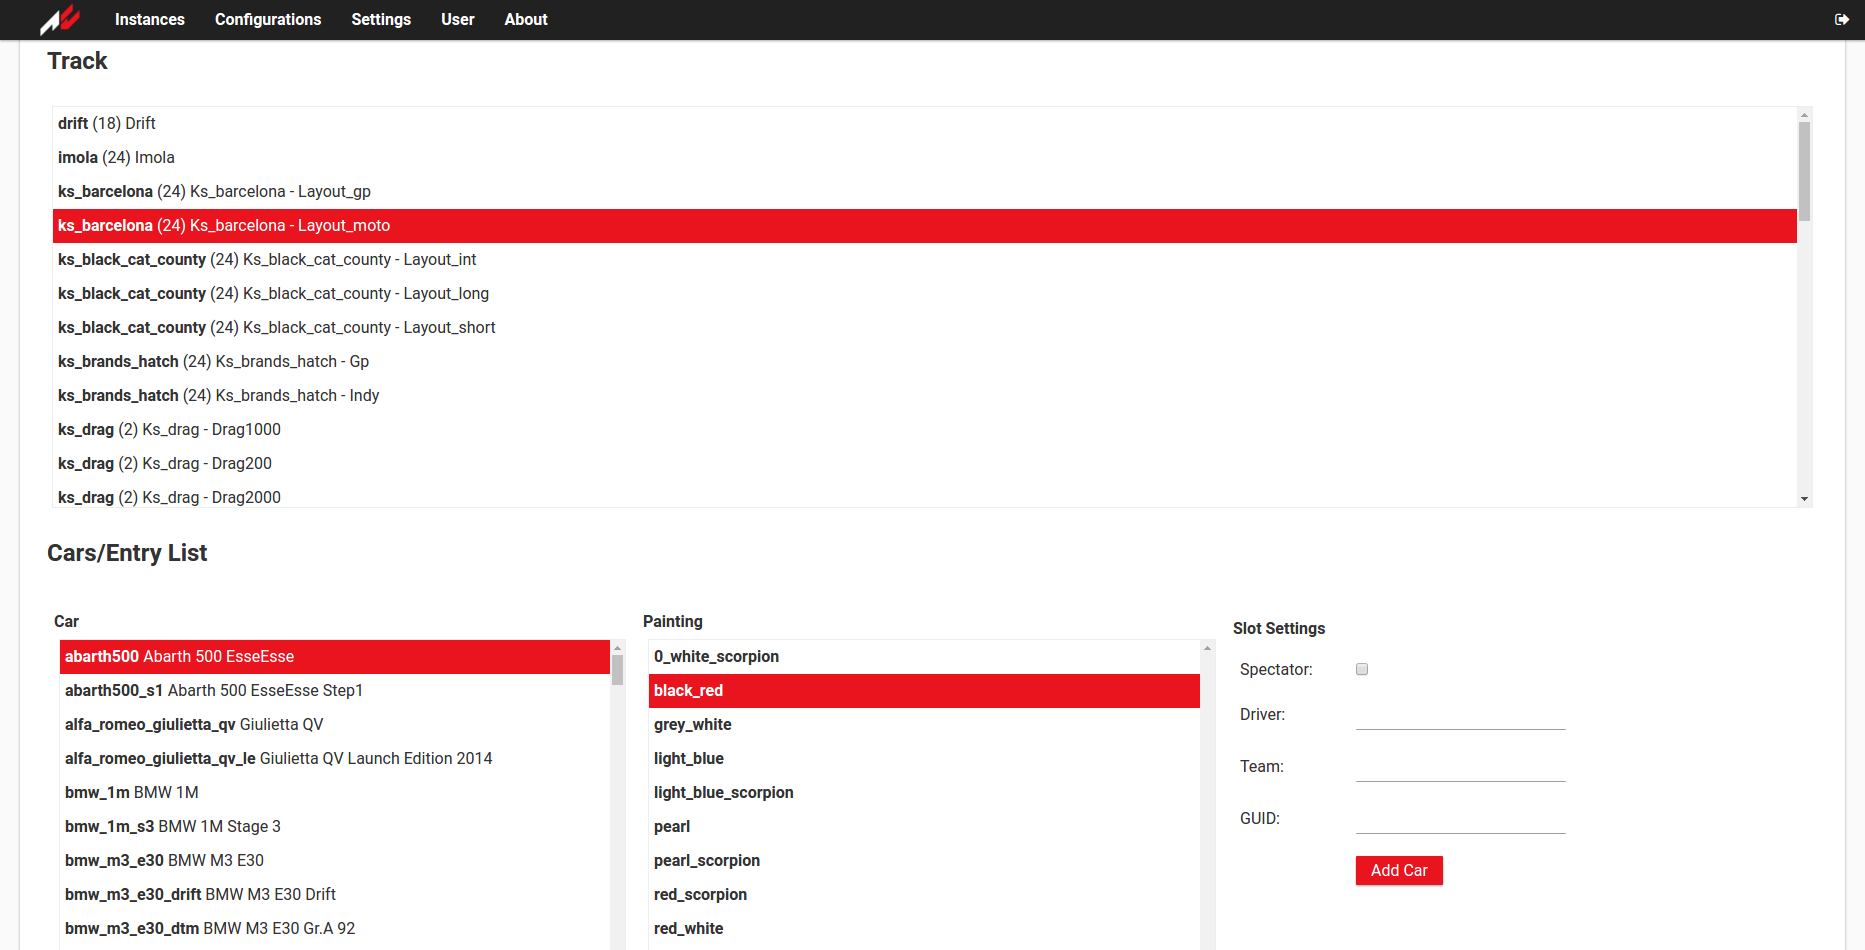 Instances Configurations Settings User About
Track
drift (18) Drift
imola (24) Imola
ks_barcelona (24) Ks_barcelona - Layout_gp
ks_barcelona (24) Ks_barcelona - Layout_moto
ks_black_cat_county (24) Ks_black_cat_county - Layout_int
ks_black_cat_county (24) Ks_black_cat_county - Layout_long
ks_black_cat_county (24) Ks_black_cat_county - Layout_short
ks_brands_hatch (24) Ks_brands_hatch - Gp
ks_brands_hatch (24) Ks_brands_hatch - Indy
ks_drag (2) Ks_drag - Drag1000
ks_drag (2) Ks_drag - Drag200
ks_drag (2) Ks_drag - Drag2000
Cars/Entry List
Car
abarth500 Abarth 500 EsseEsse
abarth500_s1 Abarth 500 EsseEsse Step1
alfa_romeo_giulietta_qv Giulietta QV
alfa_romeo_giulietta_qv_le Giulietta QV Launch Edition 2014
bmw_1m BMW 1M
bmw_1m_s3 BMW 1M Stage 3
bmw_m3_e30 BMW M3 E30
bmw_m3_e30_drift BMW M3 E30 Drift
bmw_m3_e30_dtm BMW M3 E30 Gr.A 92
Painting
0_white_scorpion
black_red
grey_white
light_blue
light_blue_scorpion
pearl
pearl_scorpion
red_scorpion
red_white
Slot Settings
Spectator:
Driver:
Team:
GUID:
Add Car